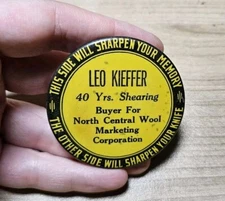 THIS SIDE WILL SHARPEN YOUR MEMORY
LEO KIEFFER
40 Yrs. Shearing
Buyer For
North Central Wool
Marketing
Corporation
THE OTHER SIDE WILL SHARPEN YOUR KNIFE